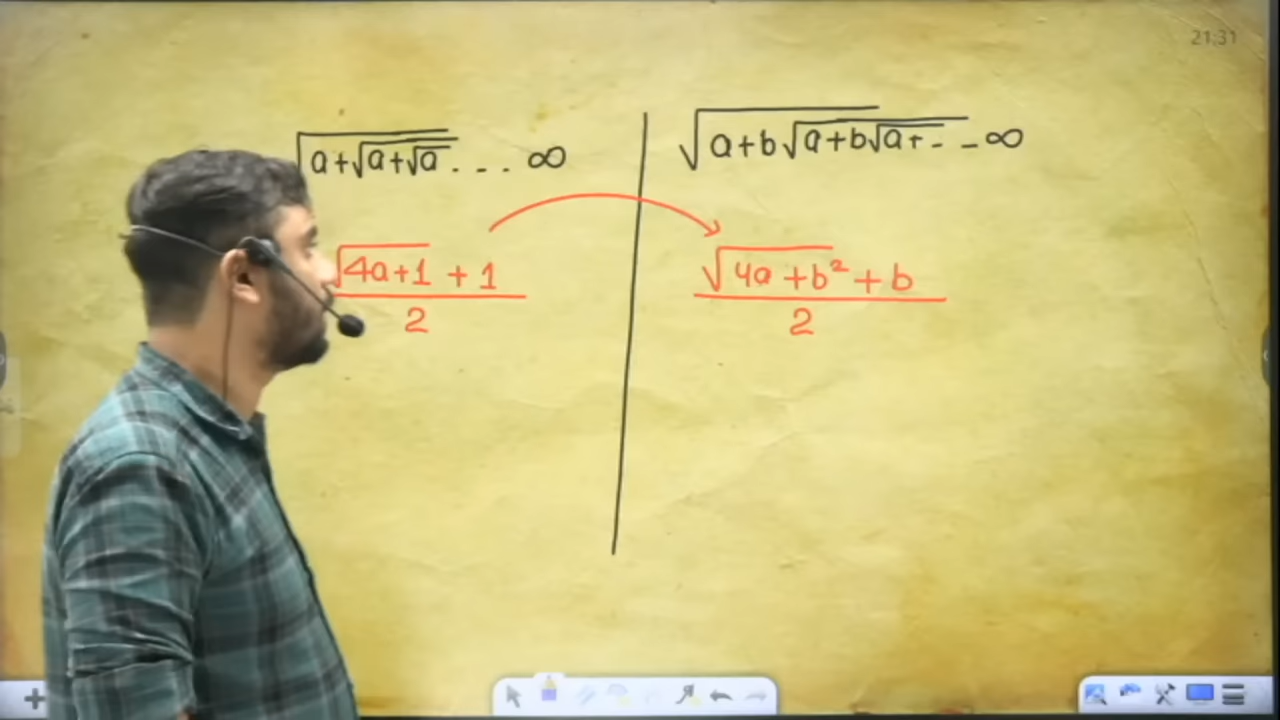 21:31
√(a+√(a+√a . . . . ∞
√(a+b√(a+b√(a+ - - ∞
(√(4a+1) + 1)/2
(√(4a+b²) + b)/2